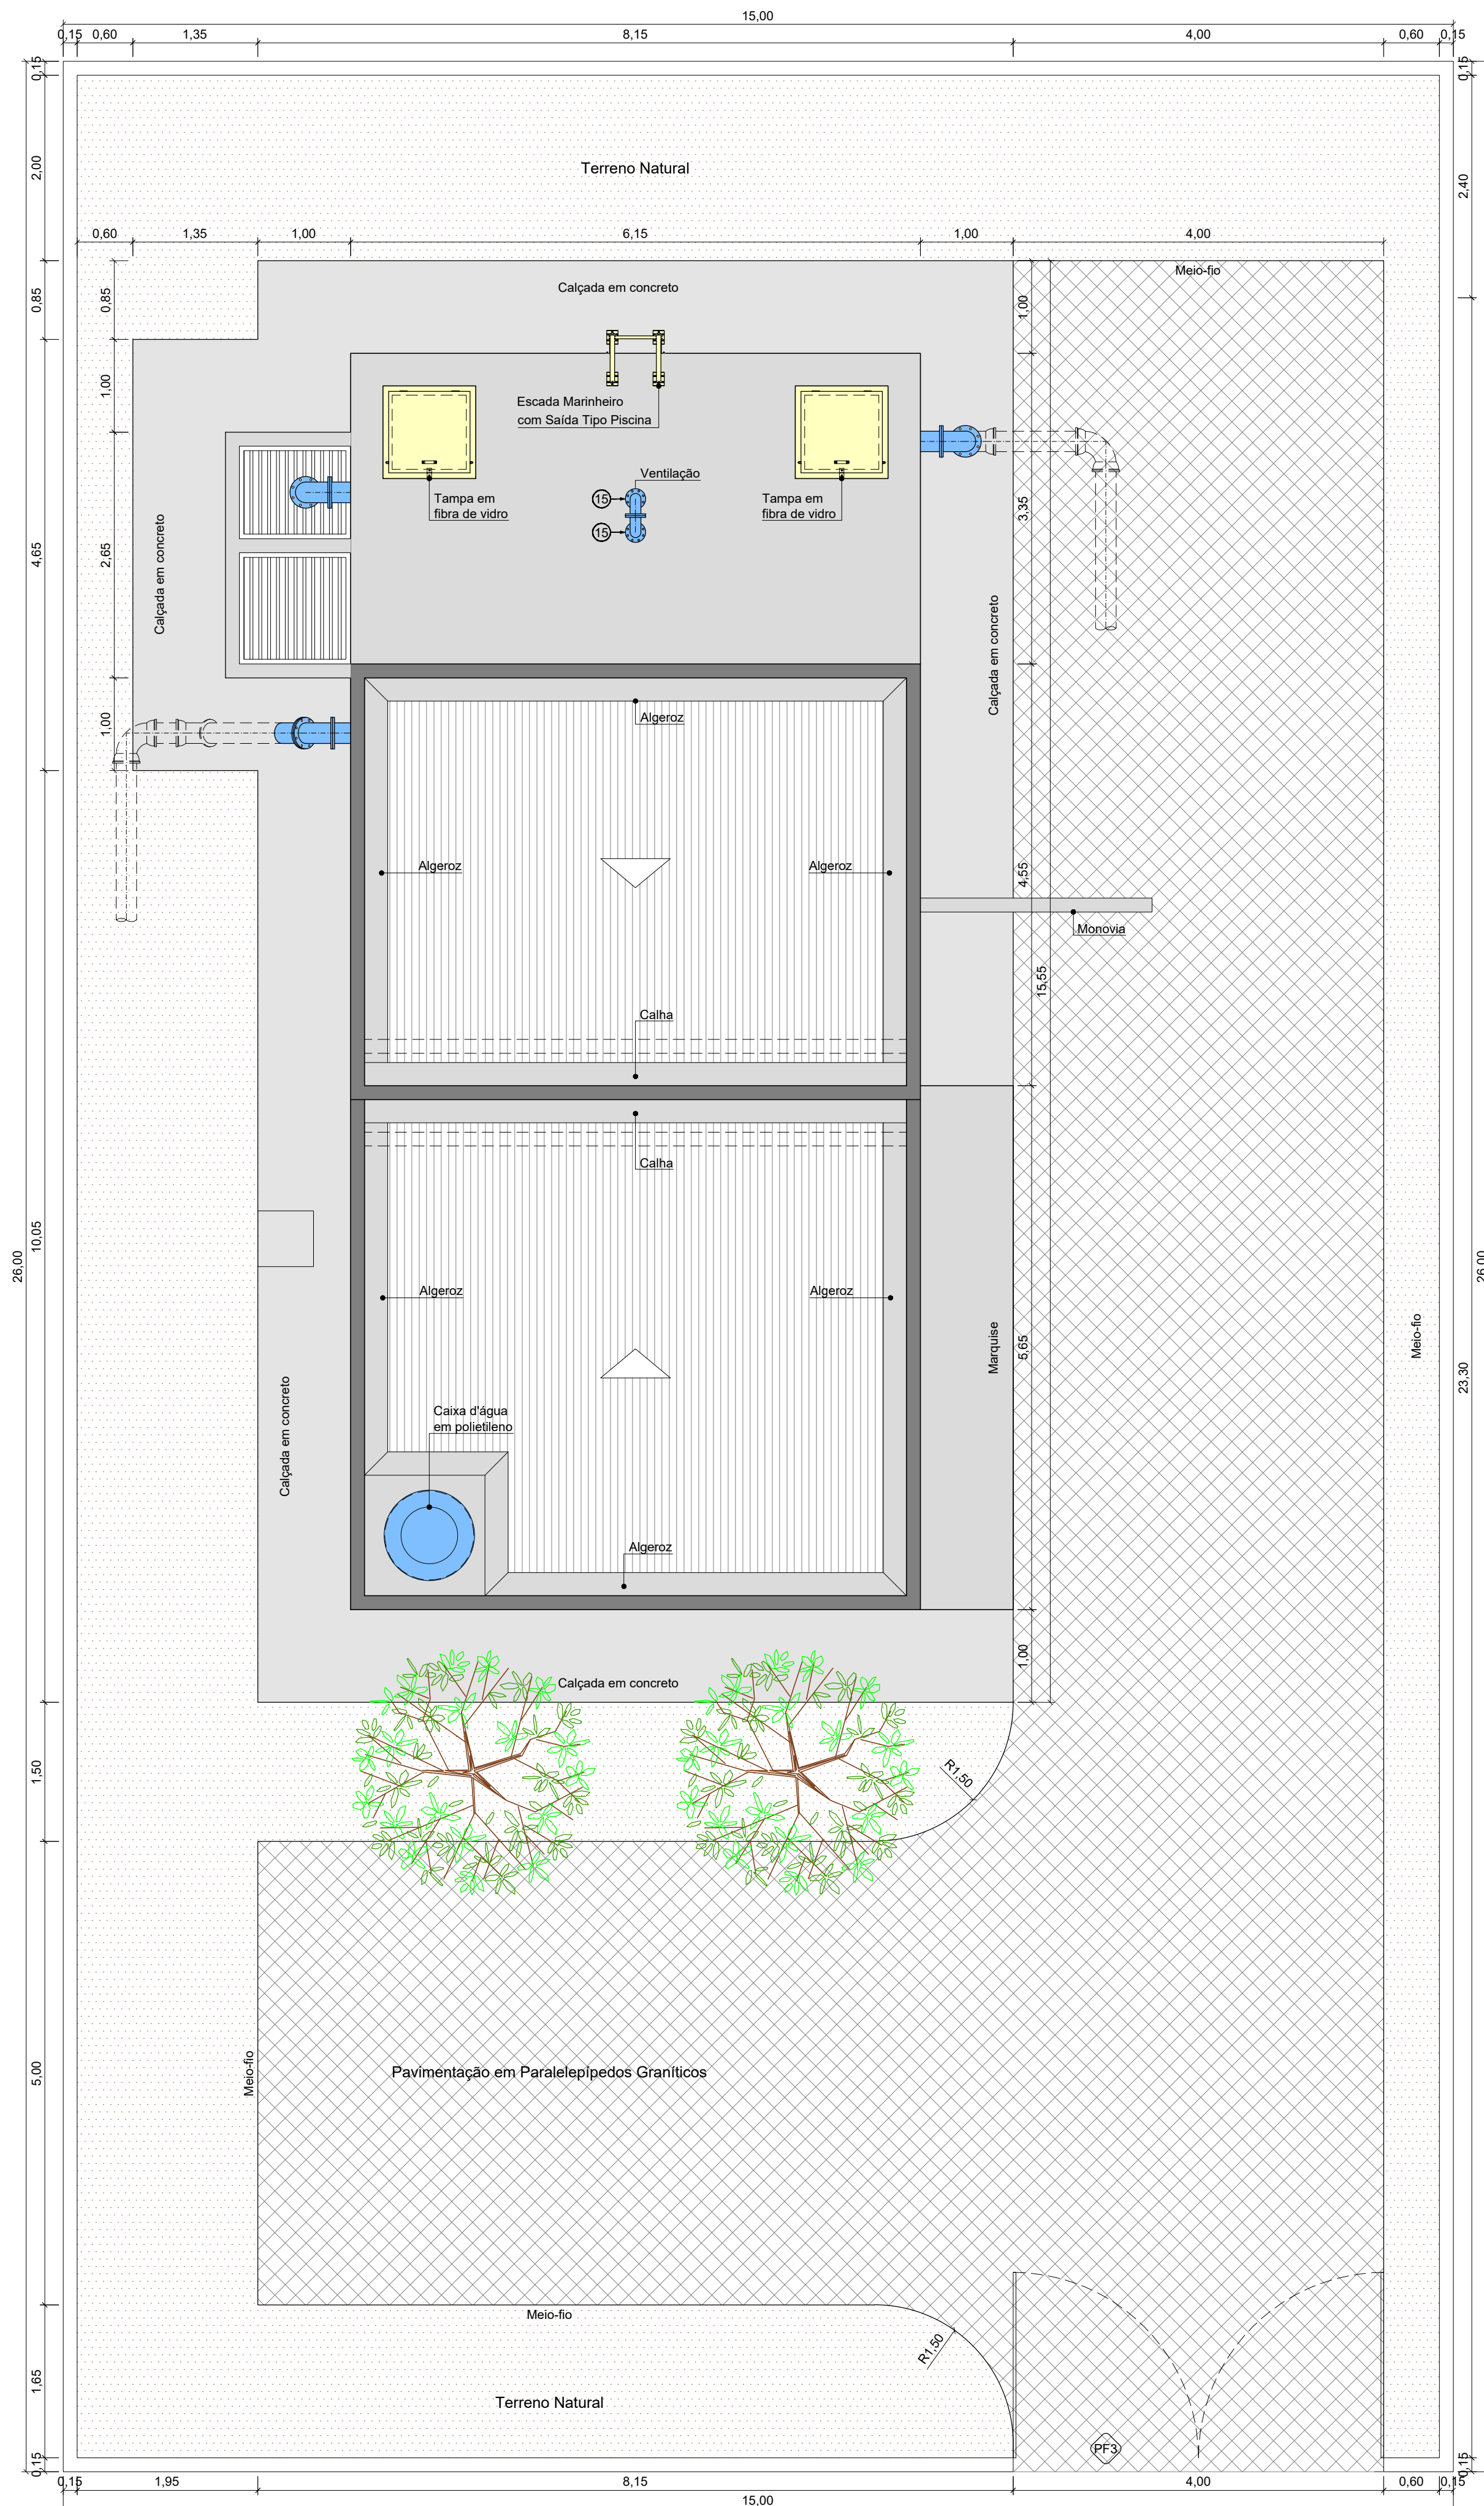 15,00
0,15
0,60
1,35
8,15
4,00
0,60
0,15
0,15
0,15
2,00
Terreno Natural
2,40
0,60
1,35
1,00
6,15
1,00
4,00
Meio-fio
Calçada em concreto
0,85
0,85
1,00
1,00
Escada Marinheiro
com Saída Tipo Piscina
Ventilação
Tampa em
fibra de vidro
15
15
Tampa em
fibra de vidro
3,35
Calçada em concreto
4,65
2,65
Calçada em concreto
1,00
Algeroz
Algeroz
Algeroz
4,55
Monovia
15,55
Calha
Calha
10,05
26,00
26,00
Algeroz
Algeroz
Marquise
5,65
Meio-fio
23,30
Caixa d'água
em polietileno
Calçada em concreto
Algeroz
1,00
Calçada em concreto
1,50
R1,50
5,00
Meio-fio
Pavimentação em Paralelepípedos Graníticos
Meio-fio
R1,50
1,65
Terreno Natural
PF3
0,15
0,15
0,15
1,95
8,15
4,00
0,60
0,15
15,00